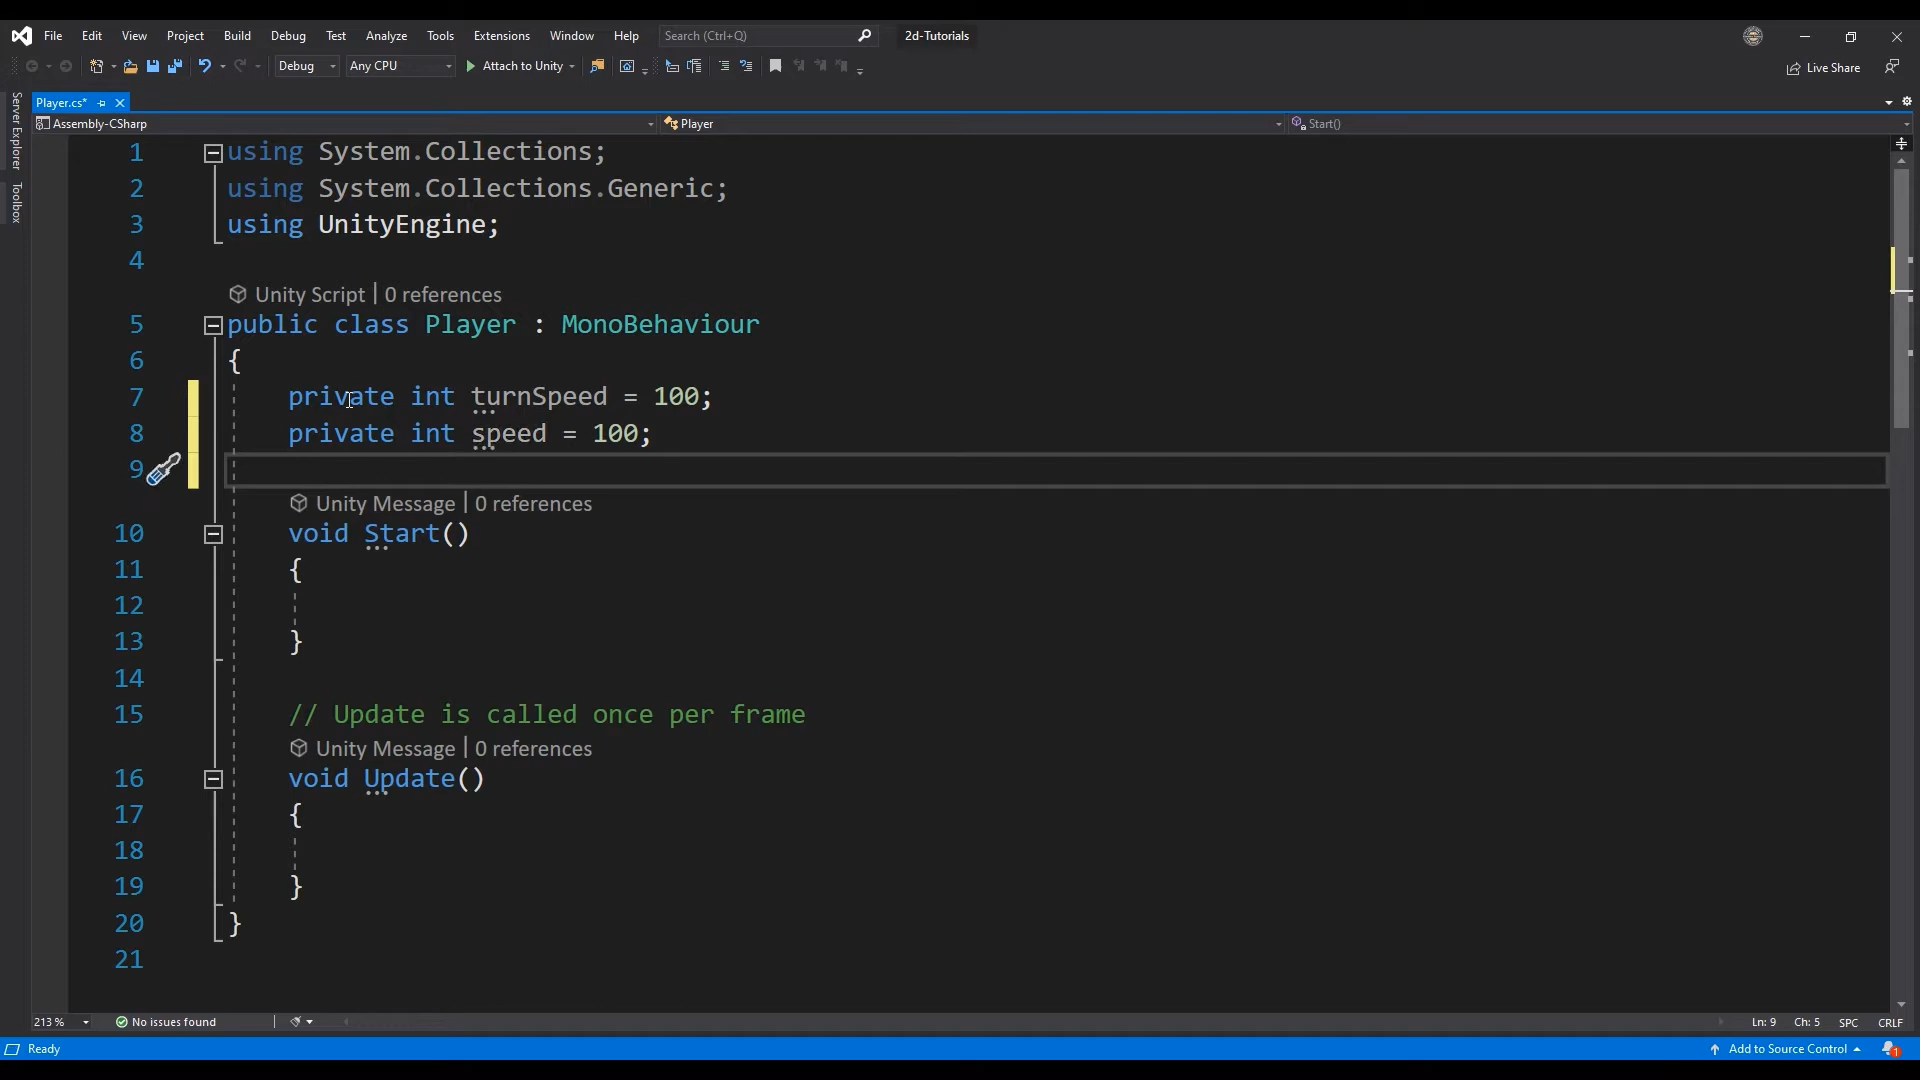 File Edit View Project Build Debug Test Analyze Tools Extensions Window Help Search (Ctrl+Q) 2d-Tutorials
Debug Any CPU Attach to Unity Live Share
Server Explorer
Toolbox
Player.cs*
Assembly-CSharp Player Start()
1 using System.Collections;
2 using System.Collections.Generic;
3 using UnityEngine;
4
Unity Script | 0 references
5 public class Player : MonoBehaviour
6 {
7 private int turnSpeed = 100;
8 private int speed = 100;
9
Unity Message | 0 references
10 void Start()
11 {
12
13 }
14
15 // Update is called once per frame
Unity Message | 0 references
16 void Update()
17 {
18
19 }
20 }
21
213 % No issues found Ln: 9 Ch: 5 SPC CRLF
Ready Add to Source Control 1